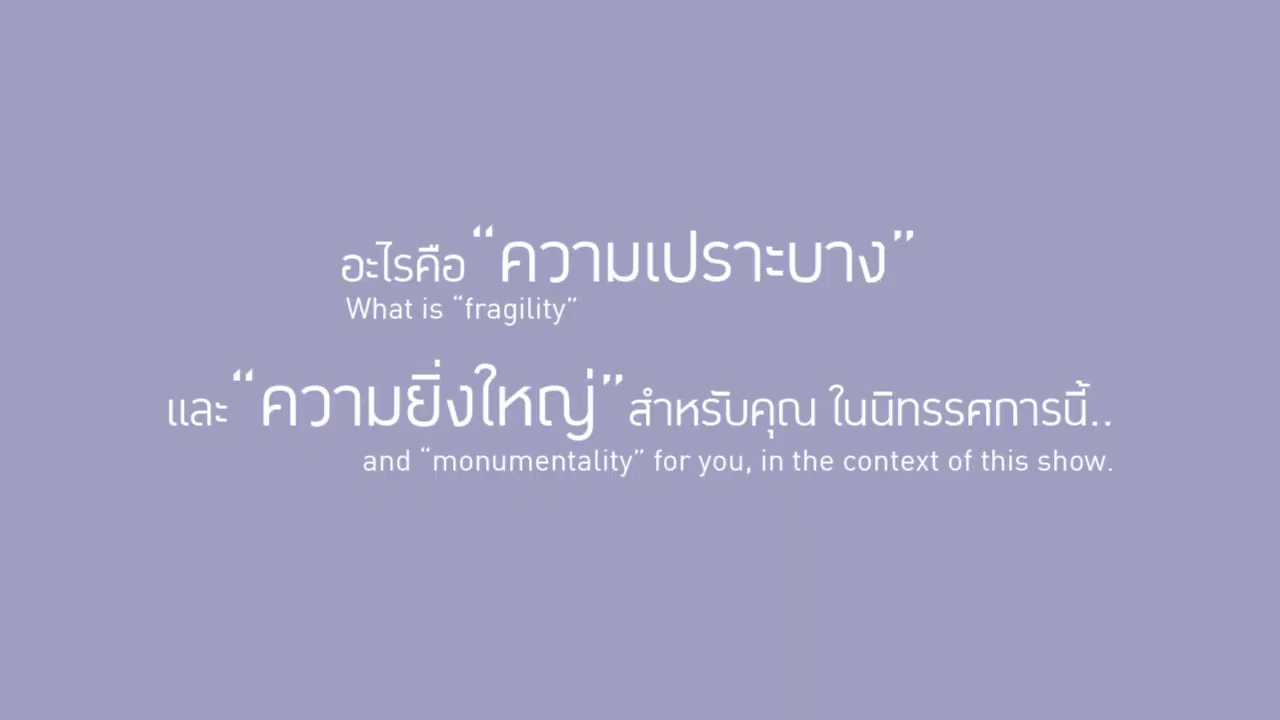 อะไรคือ “ความเปราะบาง”
What is “fragility”
และ “ความยิ่งใหญ่” สำหรับคุณ ในนิทรรศการนี้..
and “monumentality” for you, in the context of this show.